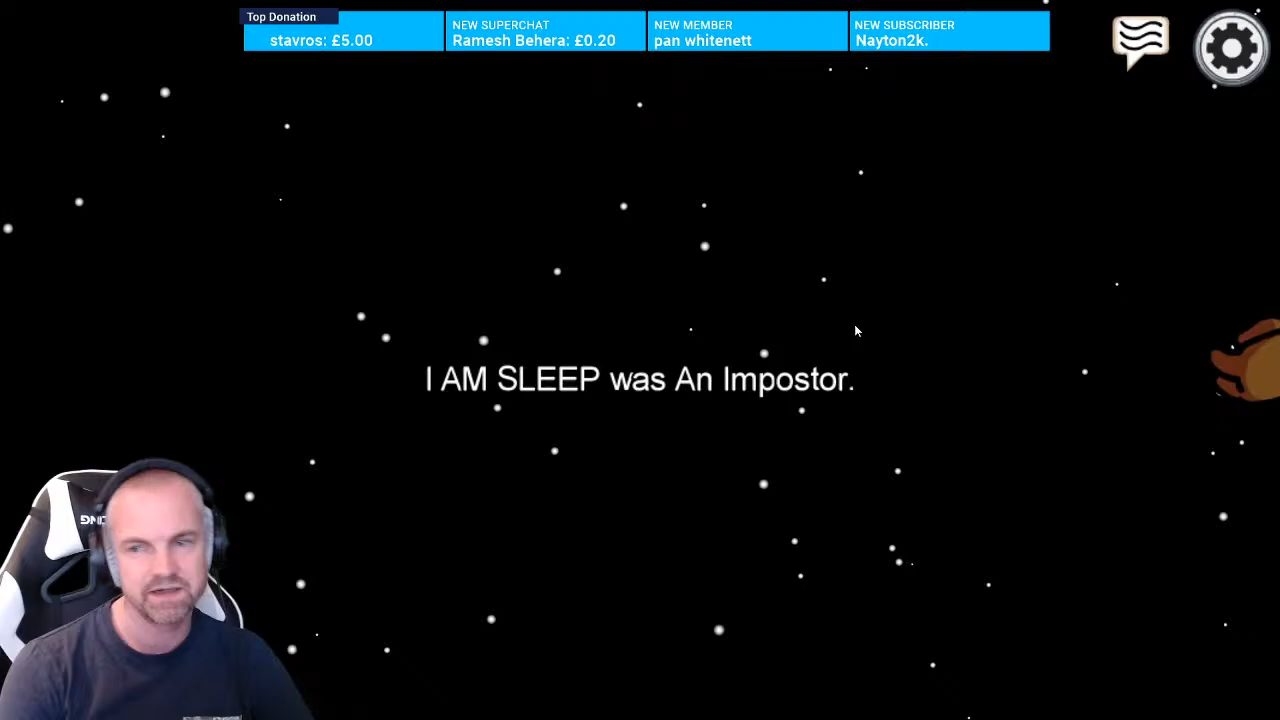 Top Donation
stavros: £5.00
NEW SUPERCHAT
Ramesh Behera: £0.20
NEW MEMBER
pan whitenett
NEW SUBSCRIBER
Nayton2k.
I AM SLEEP was An Impostor.